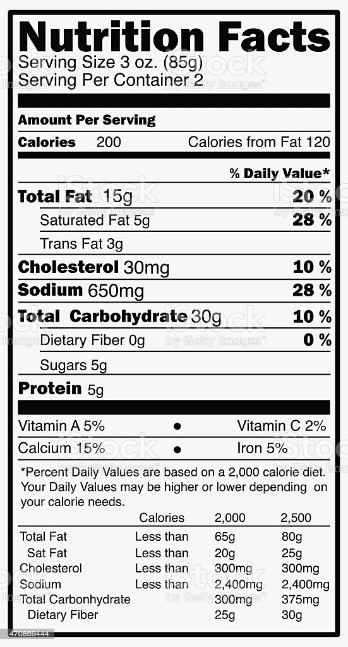 Nutrition Facts
Serving Size 3 oz. (85g)
Serving Per Container 2
Amount Per Serving
Calories 200 Calories from Fat 120
% Daily Value*
Total Fat 15g 20 %
Saturated Fat 5g 28 %
Trans Fat 3g
Cholesterol 30mg 10 %
Sodium 650mg 28 %
Total Carbohydrate 30g 10 %
Dietary Fiber 0g 0 %
Sugars 5g
Protein 5g
Vitamin A 5% ● Vitamin C 2%
Calcium 15% ● Iron 5%
*Percent Daily Values are based on a 2,000 calorie diet.
Your Daily Values may be higher or lower depending on
your calorie needs.
Calories 2,000 2,500
Total Fat Less than 65g 80g
Sat Fat Less than 20g 25g
Cholesterol Less than 300mg 300mg
Sodium Less than 2,400mg 2,400mg
Total Carbonhydrate 300mg 375mg
Dietary Fiber 25g 30g
470869444